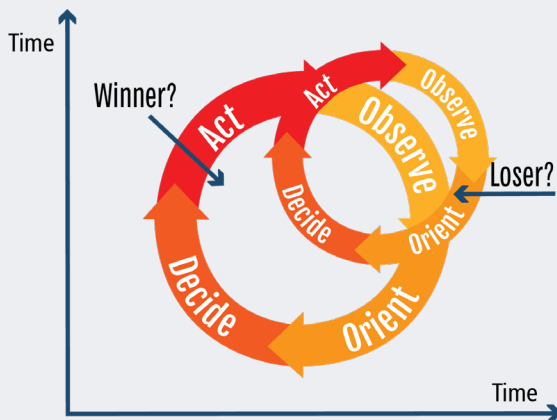 Time
Winner?
Act
Act
Observe
Observe
Loser?
Decide
Orient
Decide
Orient
Time